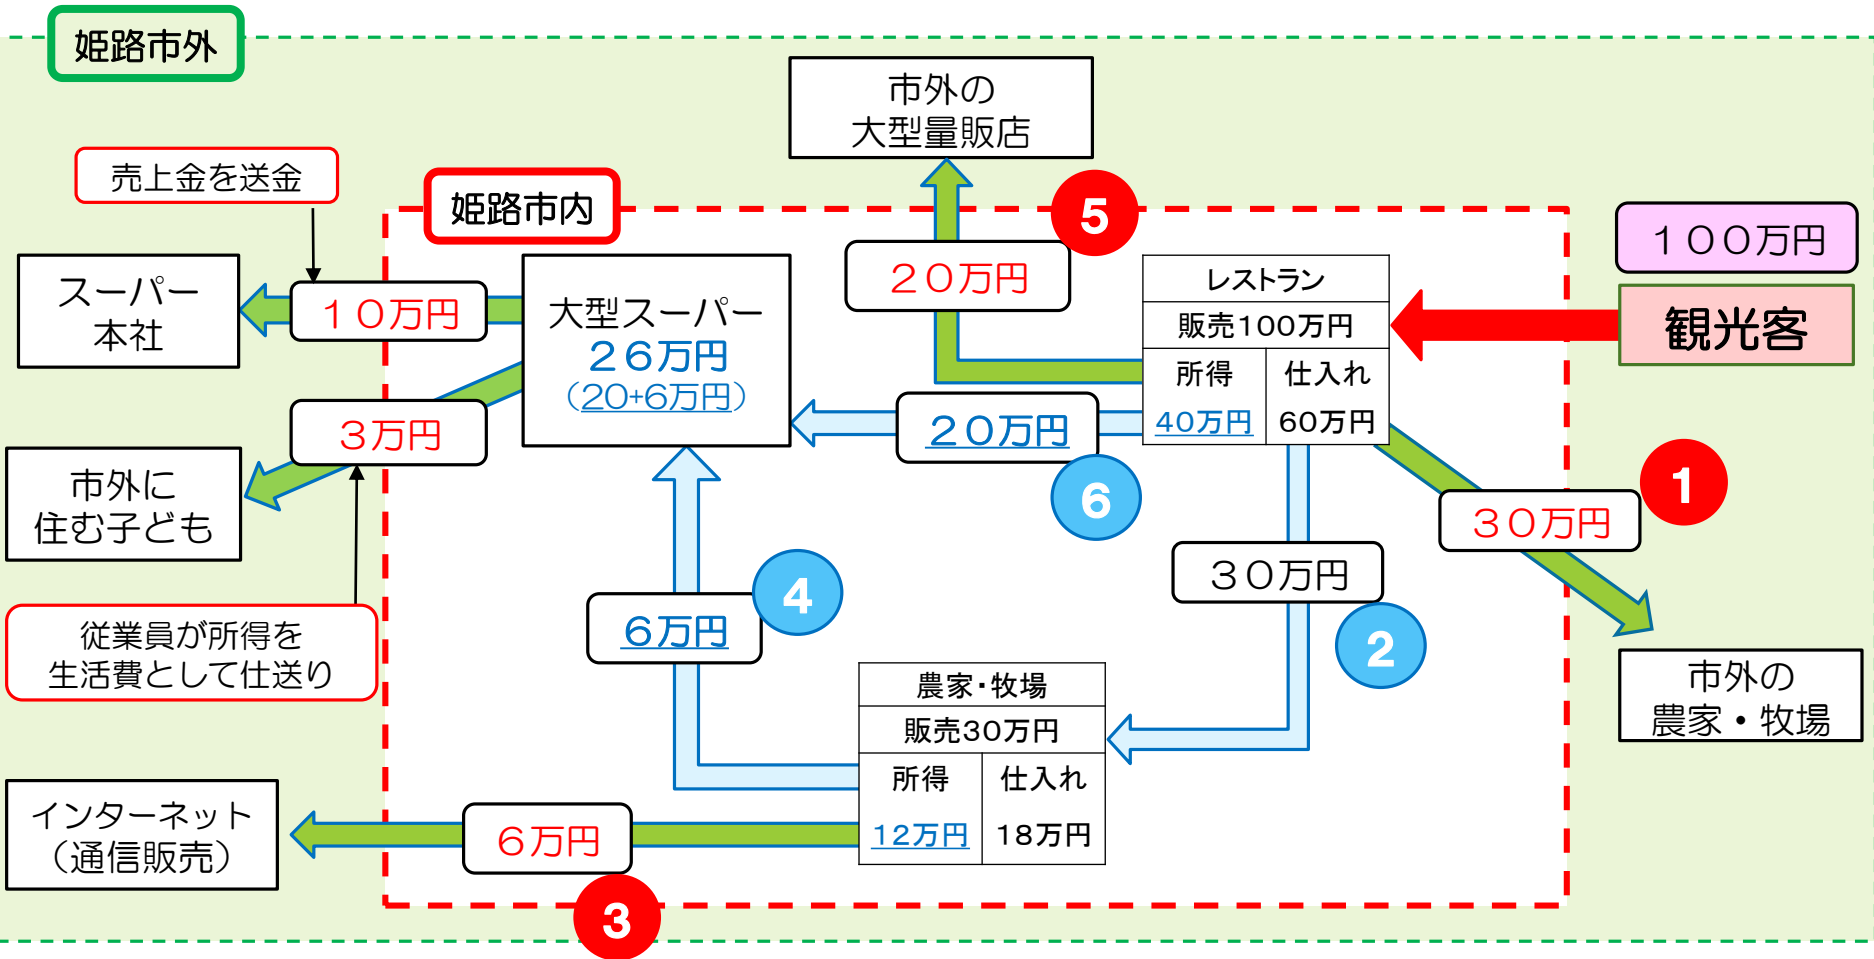 姫路市外
市外の
大型量販店
売上金を送金
姫路市内
5
100万円
観光客
スーパー
本社
10万円
大型スーパー
26万円
(20+6万円)
20万円
レストラン
販売100万円
所得
仕入れ
40万円
60万円
20万円
6
3万円
市外に
住む子ども
1
30万円
30万円
2
4
6万円
従業員が所得を
生活費として仕送り
市外の
農家・牧場
農家・牧場
販売30万円
所得
仕入れ
12万円
18万円
インターネット
(通信販売)
6万円
3